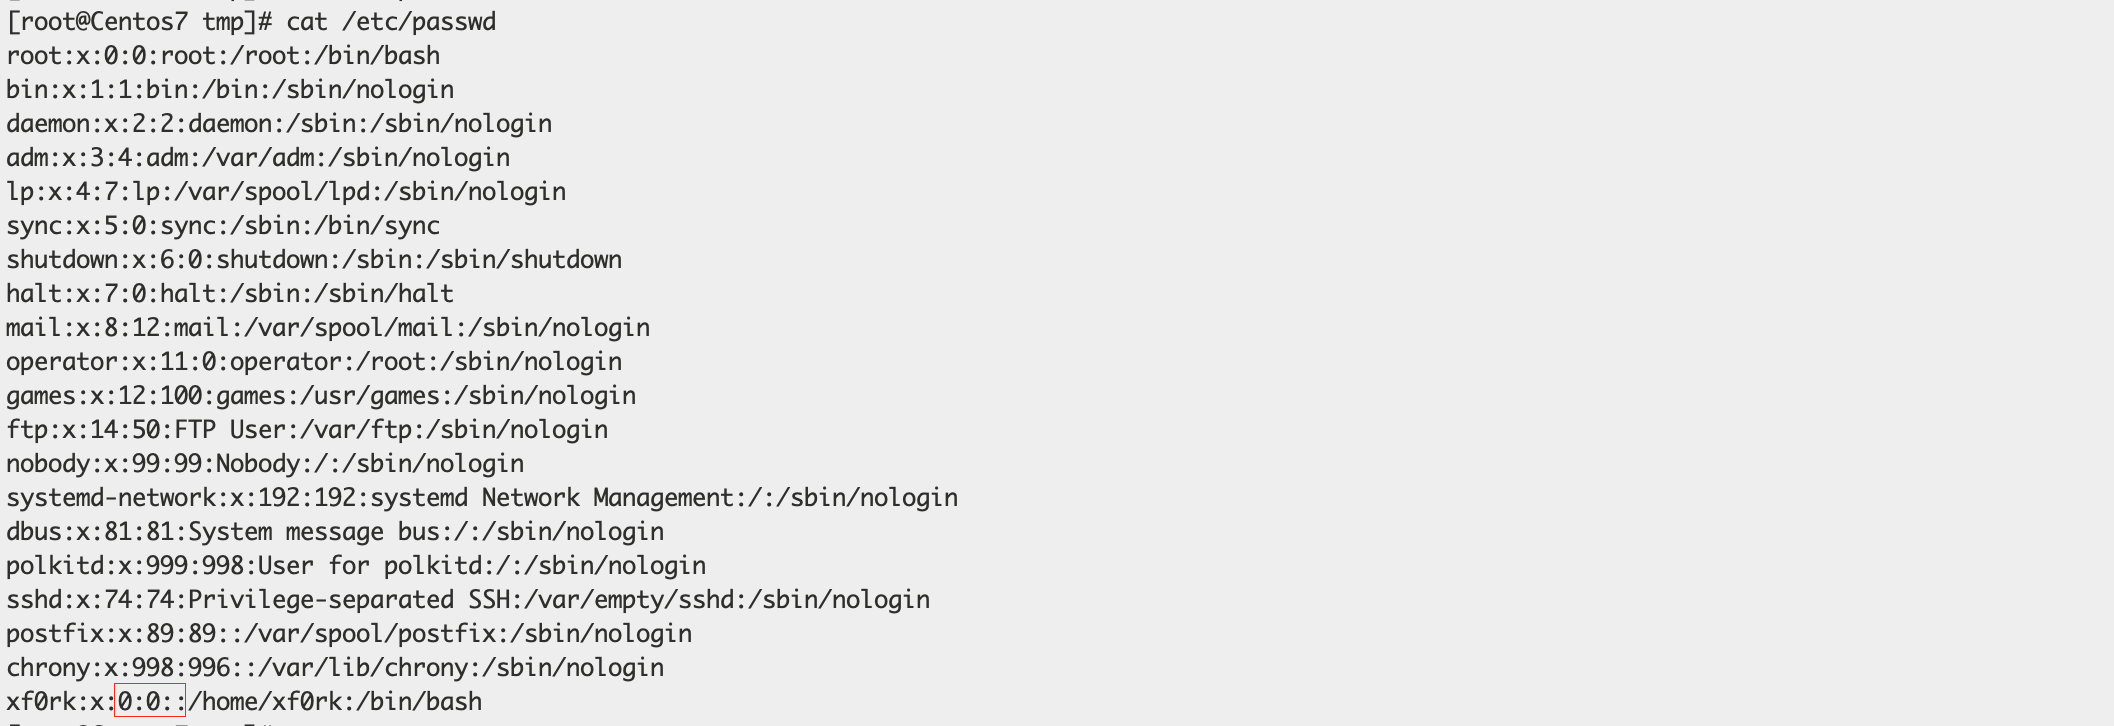 [root@Centos7 tmp]# cat /etc/passwd
root:x:0:0:root:/root:/bin/bash
bin:x:1:1:bin:/bin:/sbin/nologin
daemon:x:2:2:daemon:/sbin:/sbin/nologin
adm:x:3:4:adm:/var/adm:/sbin/nologin
lp:x:4:7:lp:/var/spool/lpd:/sbin/nologin
sync:x:5:0:sync:/sbin:/bin/sync
shutdown:x:6:0:shutdown:/sbin:/sbin/shutdown
halt:x:7:0:halt:/sbin:/sbin/halt
mail:x:8:12:mail:/var/spool/mail:/sbin/nologin
operator:x:11:0:operator:/root:/sbin/nologin
games:x:12:100:games:/usr/games:/sbin/nologin
ftp:x:14:50:FTP User:/var/ftp:/sbin/nologin
nobody:x:99:99:Nobody:/:/sbin/nologin
systemd-network:x:192:192:systemd Network Management:/:/sbin/nologin
dbus:x:81:81:System message bus:/:/sbin/nologin
polkitd:x:999:998:User for polkitd:/:/sbin/nologin
sshd:x:74:74:Privilege-separated SSH:/var/empty/sshd:/sbin/nologin
postfix:x:89:89::/var/spool/postfix:/sbin/nologin
chrony:x:998:996::/var/lib/chrony:/sbin/nologin
xf0rk:x:0:0::/home/xf0rk:/bin/bash